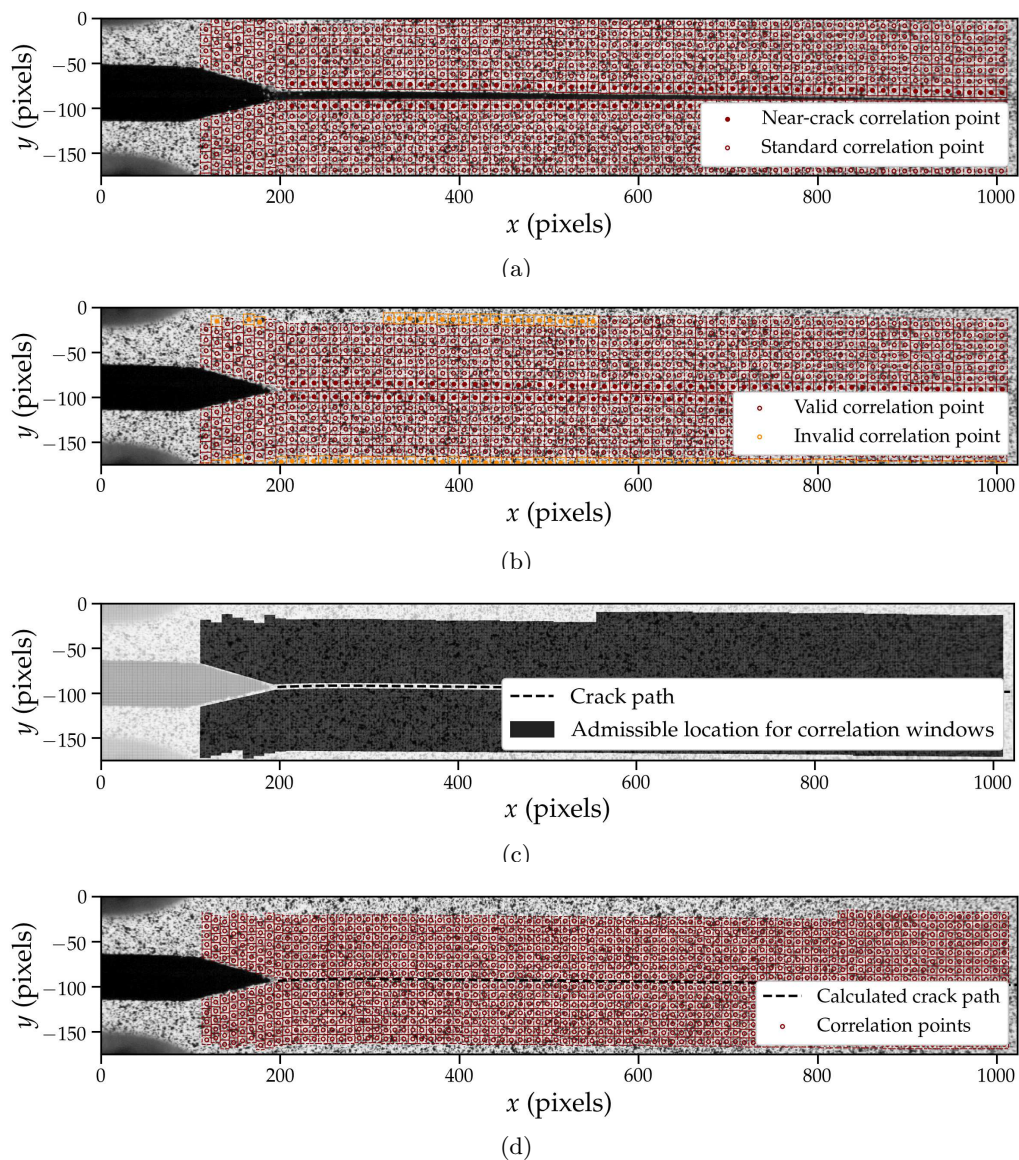 0
−50
−100
−150
y (pixels)
Near-crack correlation point
Standard correlation point
0 200 400 600 800 1000
x (pixels)
(a)
0
−50
−100
−150
y (pixels)
Valid correlation point
Invalid correlation point
0 200 400 600 800 1000
x (pixels)
(b)
0
−50
−100
−150
y (pixels)
Crack path
Admissible location for correlation windows
0 200 400 600 800 1000
x (pixels)
(c)
0
−50
−100
−150
y (pixels)
Calculated crack path
Correlation points
0 200 400 600 800 1000
x (pixels)
(d)